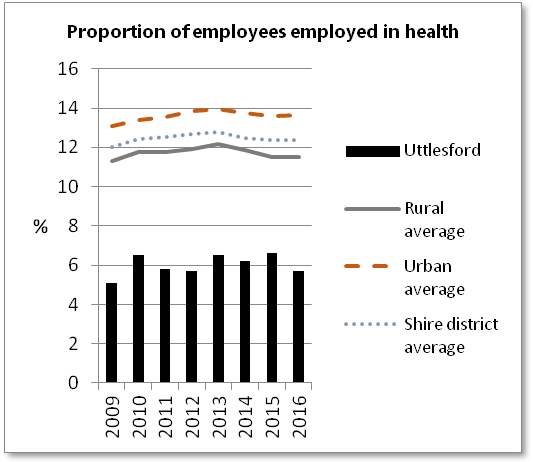 Proportion of employees employed in health
16
14
12
10
%
8
6
4
2
0
2009
2010
2011
2012
2013
2014
2015
2016
Uttlesford
Rural
average
Urban
average
Shire district
average